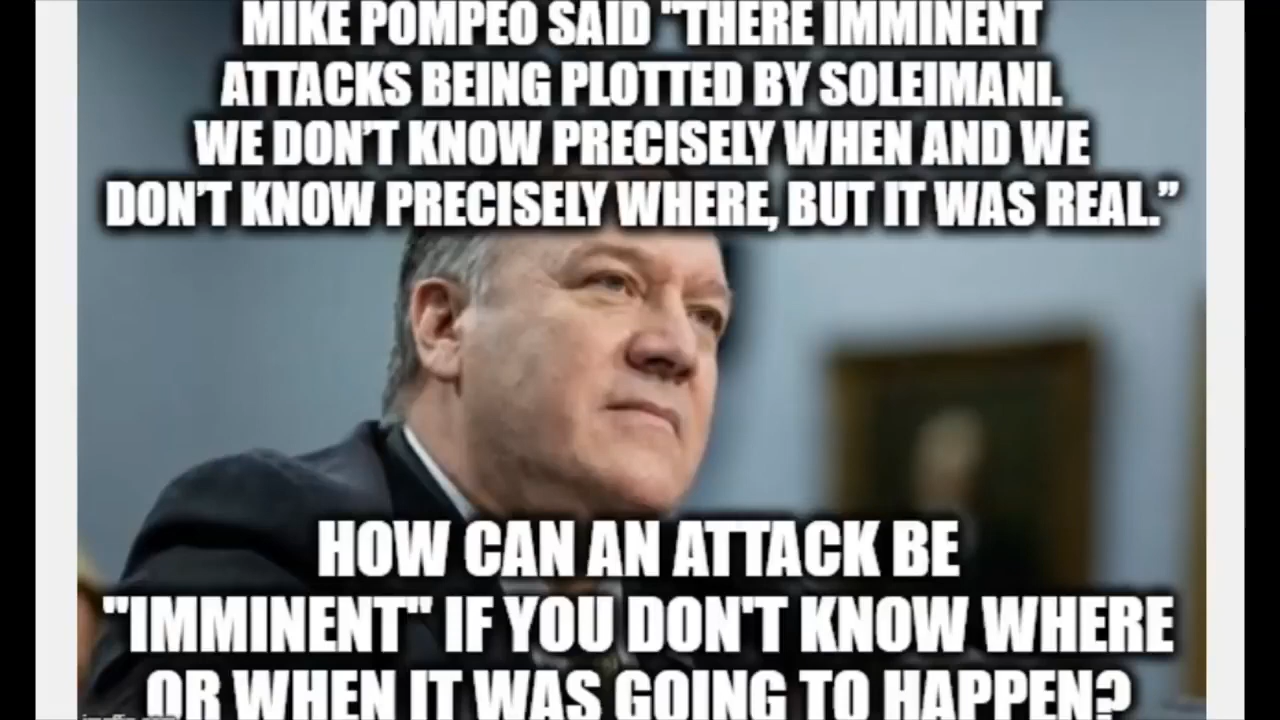 MIKE POMPEO SAID "THERE IMMINENT
ATTACKS BEING PLOTTED BY SOLEIMANI.
WE DON'T KNOW PRECISELY WHEN AND WE
DON'T KNOW PRECISELY WHERE, BUT IT WAS REAL.”
HOW CAN AN ATTACK BE
"IMMINENT" IF YOU DON'T KNOW WHERE
OR WHEN IT WAS GOING TO HAPPEN?